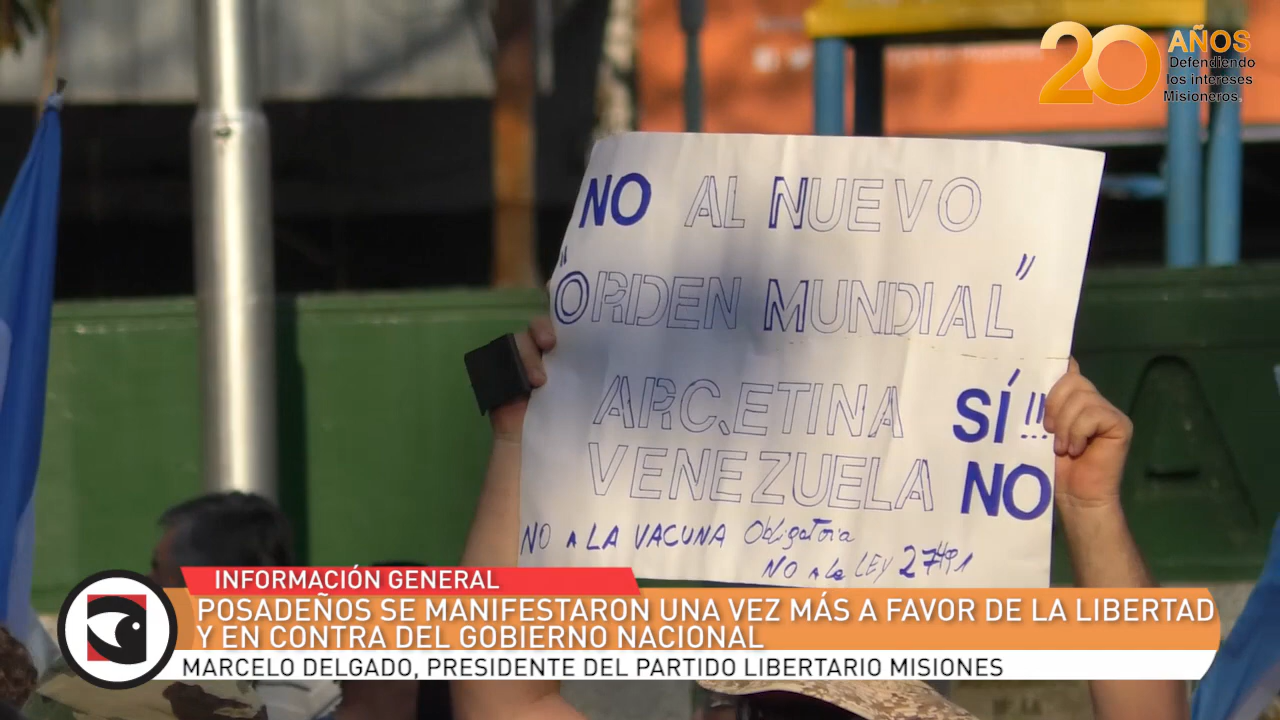 20 AÑOS
Defendiendo
los intereses
Misioneros.
NO AL NUEVO
"ORDEN MUNDIAL"
ARGETINA SÍ!!!
VENEZUELA NO
NO A LA VACUNA Obligatoria
NO A la LEY 27491
INFORMACIÓN GENERAL
POSADEÑOS SE MANIFESTARON UNA VEZ MÁS A FAVOR DE LA LIBERTAD
Y EN CONTRA DEL GOBIERNO NACIONAL
MARCELO DELGADO, PRESIDENTE DEL PARTIDO LIBERTARIO MISIONES